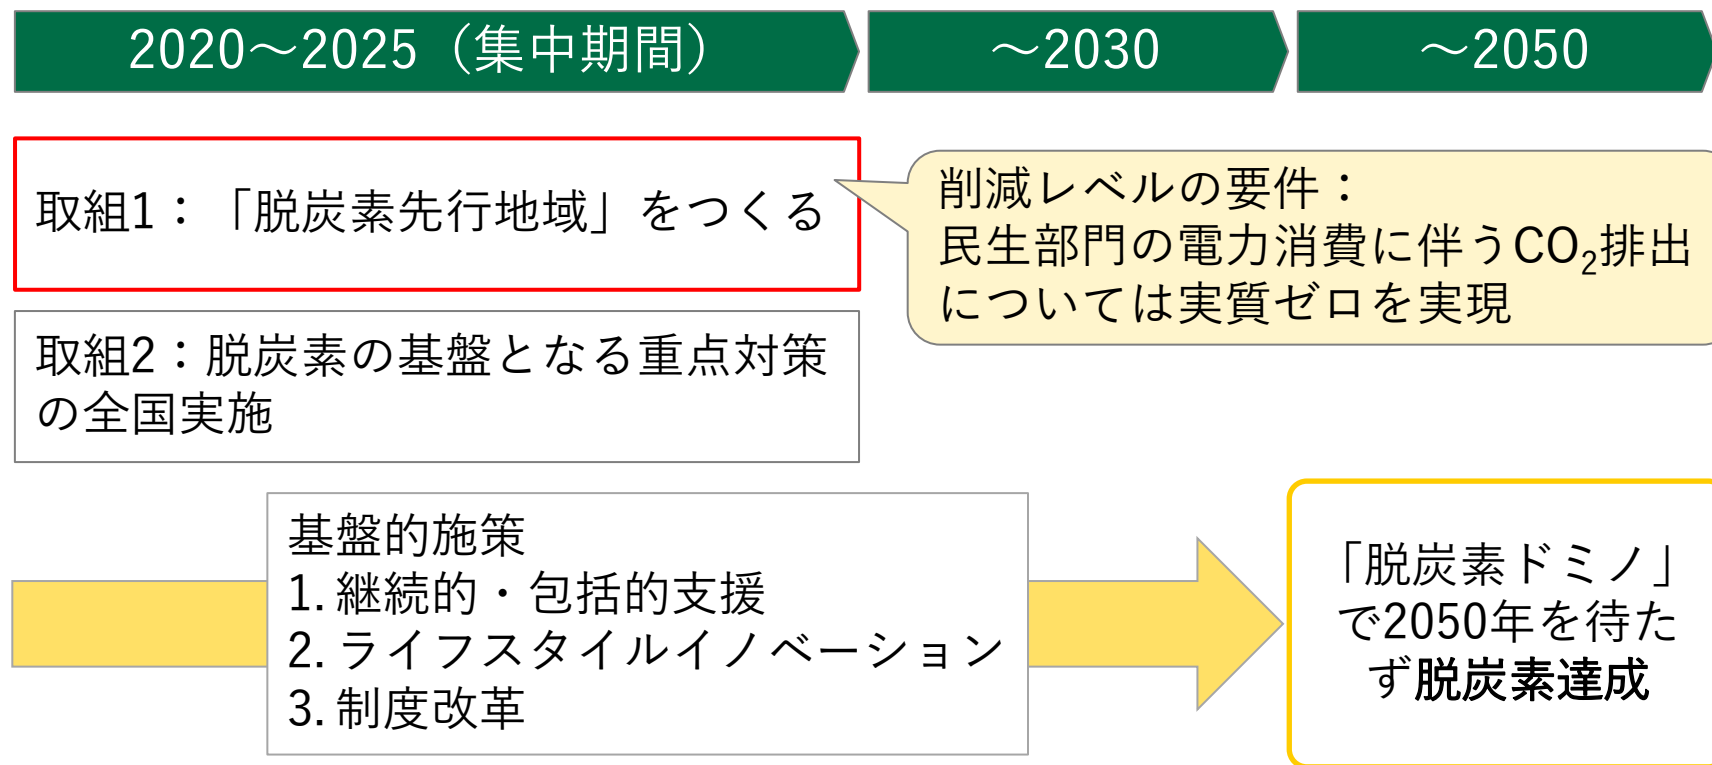 2020～2025（集中期間）
～2030
～2050
取組1：「脱炭素先行地域」をつくる
削減レベルの要件：
民生部門の電力消費に伴うCO₂排出
については実質ゼロを実現
取組2：脱炭素の基盤となる重点対策
の全国実施
基盤的施策
1. 継続的・包括的支援
2. ライフスタイルイノベーション
3. 制度改革
「脱炭素ドミノ」
で2050年を待た
ず脱炭素達成